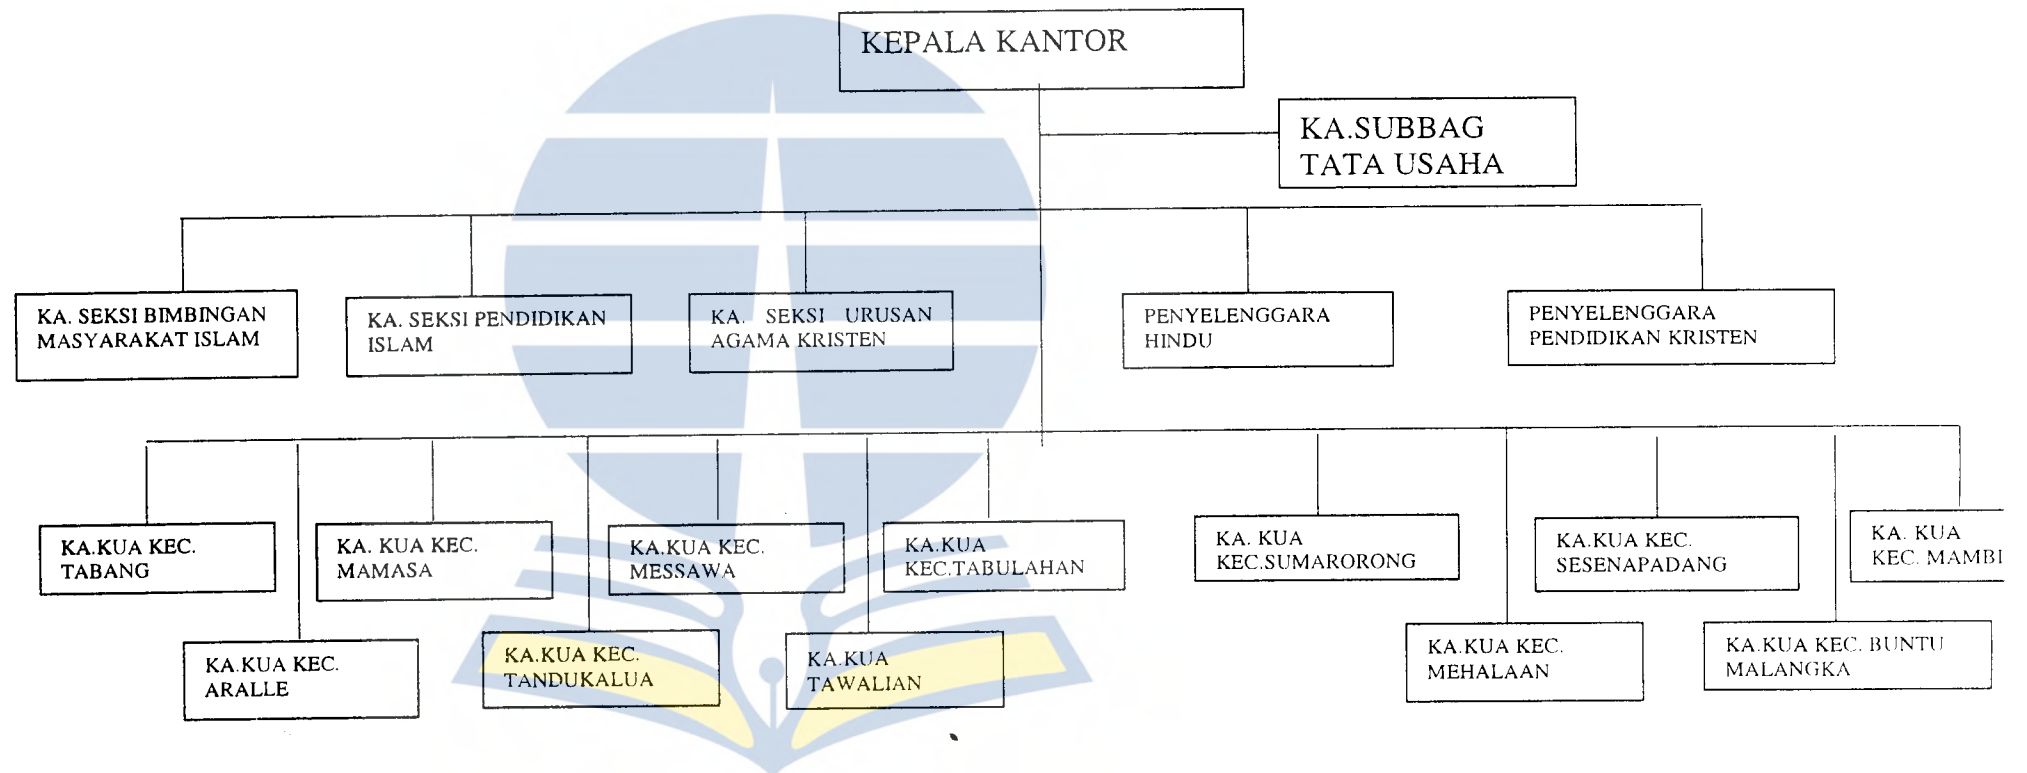 KEPALA KANTOR
KA.SUBBAG
TATA USAHA
KA. SEKSI BIMBINGAN
MASYARAKAT ISLAM
KA. SEKSI PENDIDIKAN
ISLAM
KA. SEKSI URUSAN
AGAMA KRISTEN
PENYELENGGARA
HINDU
PENYELENGGARA
PENDIDIKAN KRISTEN
KA.KUA KEC.
TABANG
KA. KUA KEC.
MAMASA
KA.KUA KEC.
MESSAWA
KA.KUA
KEC.TABULAHAN
KA. KUA
KEC.SUMARORONG
KA.KUA KEC.
SESENAPADANG
KA. KUA
KEC. MAMBI
KA.KUA KEC.
ARALLE
KA.KUA KEC.
TANDUKALUA
KA.KUA
TAWALIAN
KA.KUA KEC.
MEHALAAN
KA.KUA KEC. BUNTU
MALANGKA